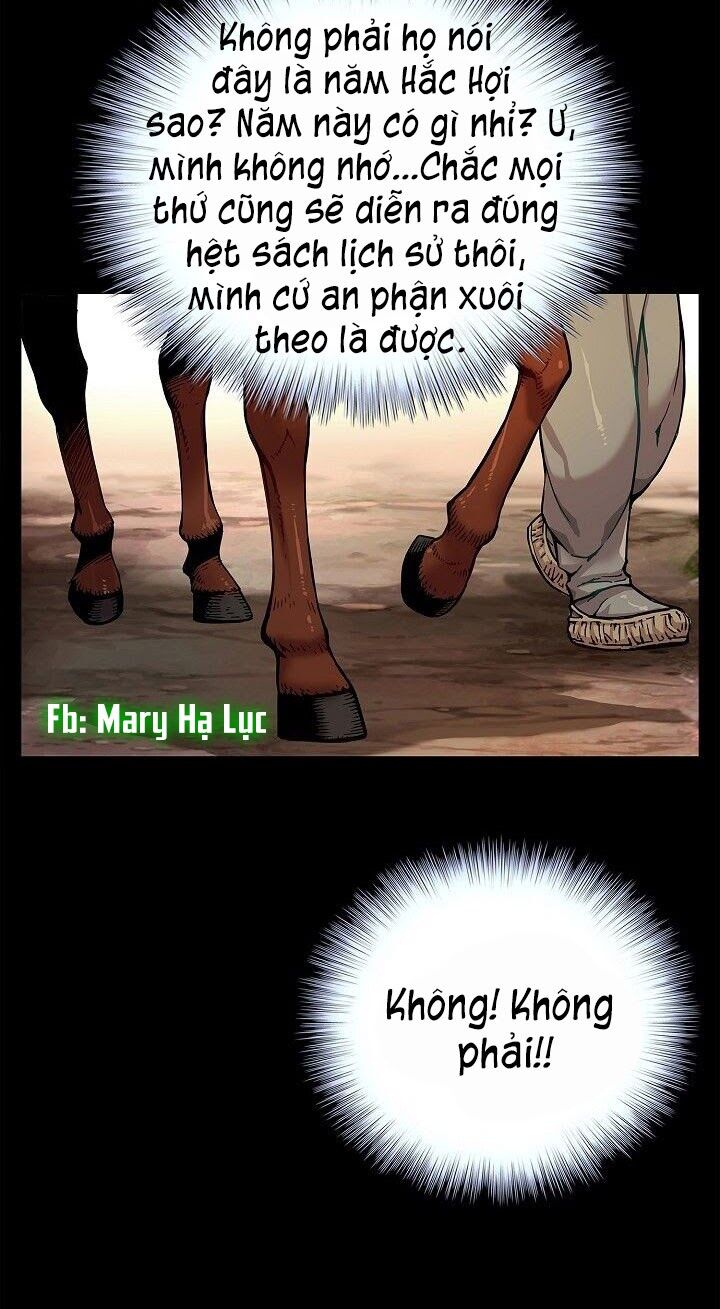 Không phải họ nói
đây là năm Hắc Hợi
sao? Năm này có gì nhỉ? Ư,
mình không nhớ...Chắc mọi
thứ cũng sẽ diễn ra đúng
hệt sách lịch sử thôi,
mình cứ an phận xuôi
theo là được.
Fb: Mary Hạ Lục
Không! Không
phải!!